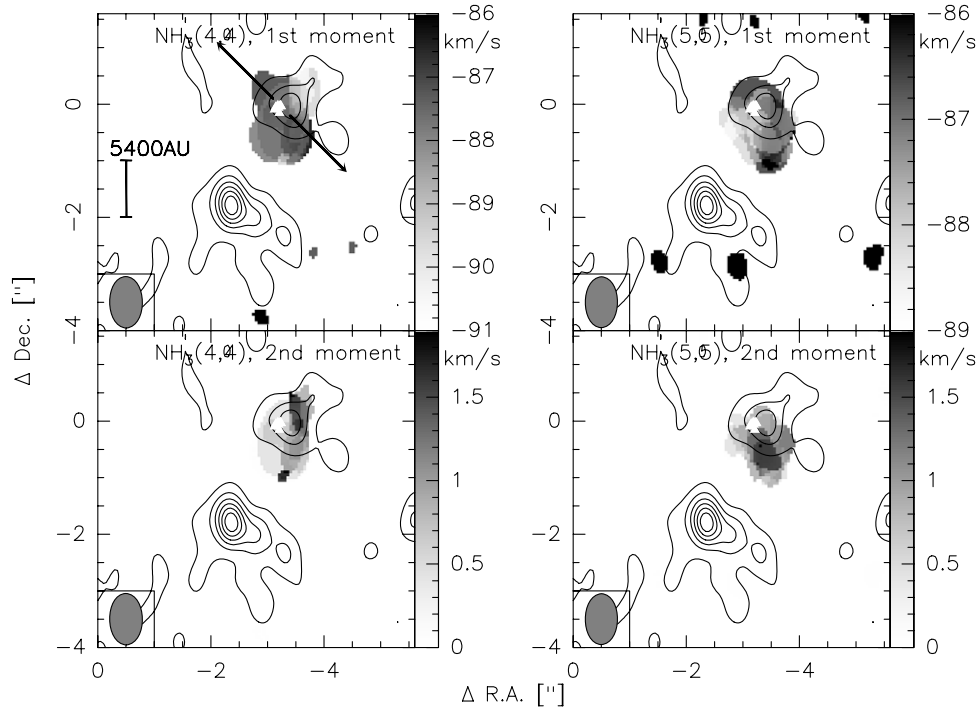 NH3(4,4), 1st moment
-86
km/s
-87
-88
-89
-90
-91
0
-2
-4
5400AU
NH3(5,5), 1st moment
-86
km/s
-87
-88
-89
NH3(4,4), 2nd moment
km/s
1.5
1
0.5
0
0
-2
-4
0
-2
-4
NH3(5,5), 2nd moment
km/s
1.5
1
0.5
0
0
-2
-4
Δ Dec. ["]
Δ R.A. ["]